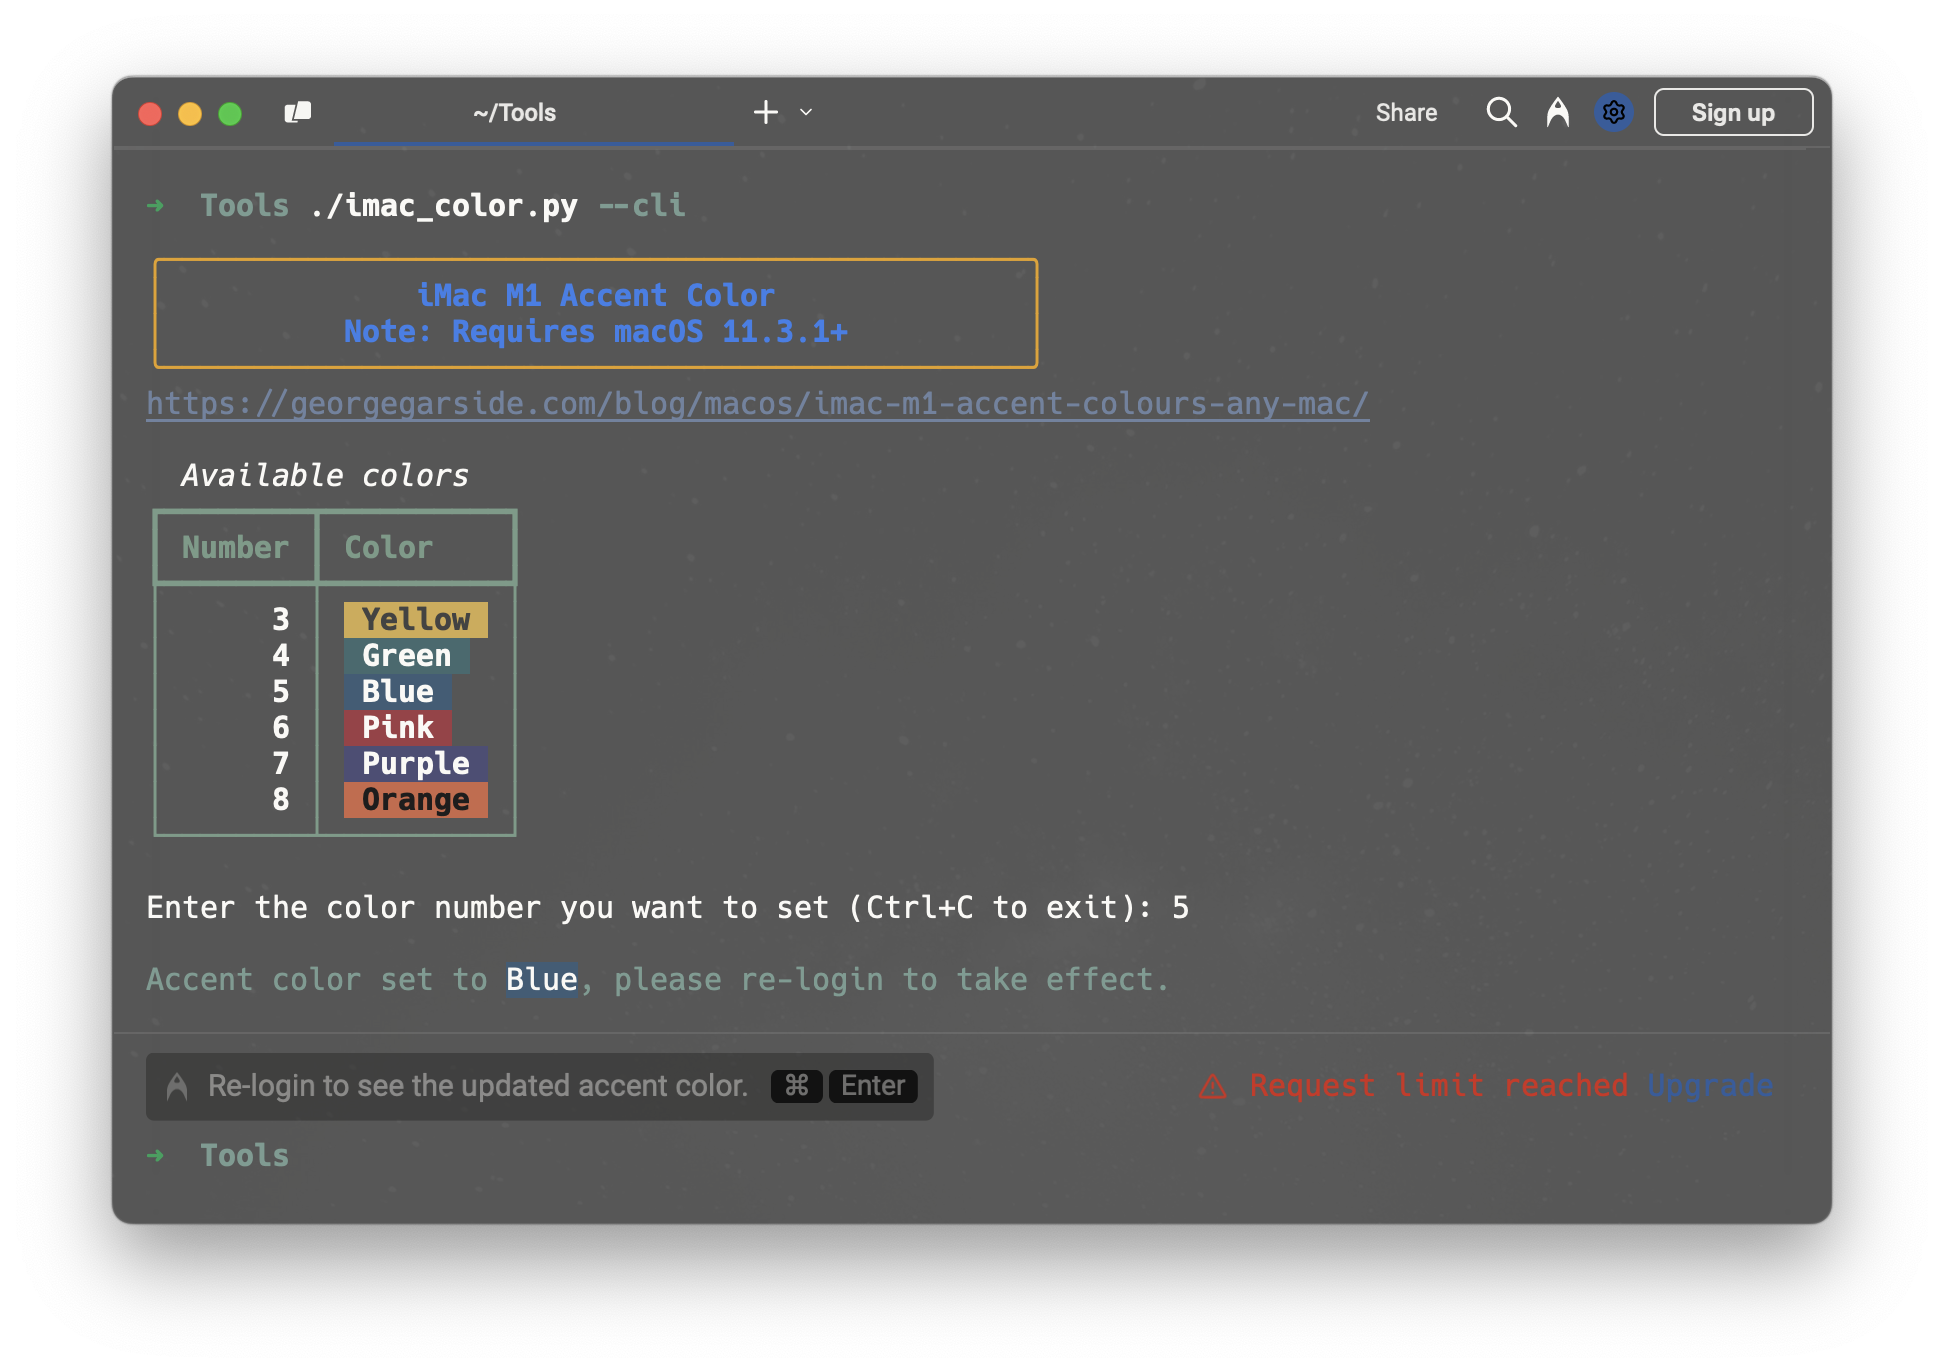 ~/Tools
Share
Sign up
➜ Tools ./imac_color.py --cli
iMac M1 Accent Color
Note: Requires macOS 11.3.1+
https://georgegarside.com/blog/macos/imac-m1-accent-colours-any-mac/
Available colors
Number Color
3 Yellow
4 Green
5 Blue
6 Pink
7 Purple
8 Orange
Enter the color number you want to set (Ctrl+C to exit): 5
Accent color set to Blue, please re-login to take effect.
Re-login to see the updated accent color. ⌘ Enter
Request limit reached Upgrade
➜ Tools